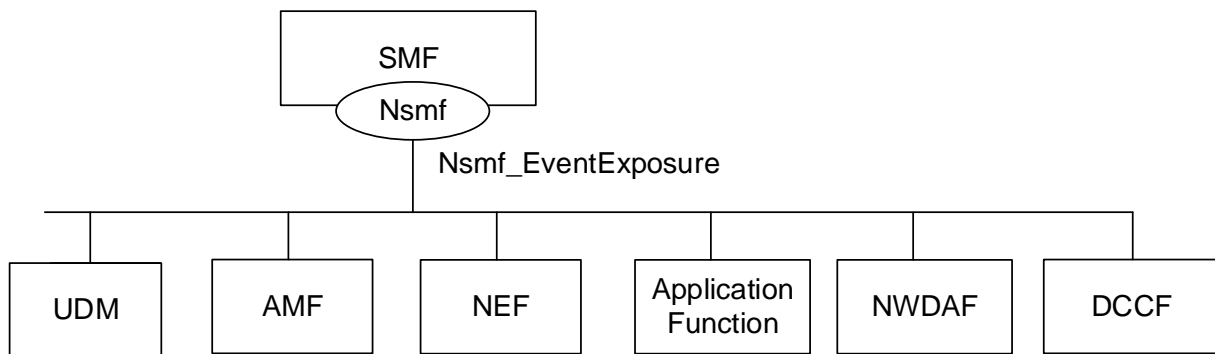 SMF
Nsmf
Nsmf_EventExposure
UDM
AMF
NEF
Application
Function
NWDAF
DCCF